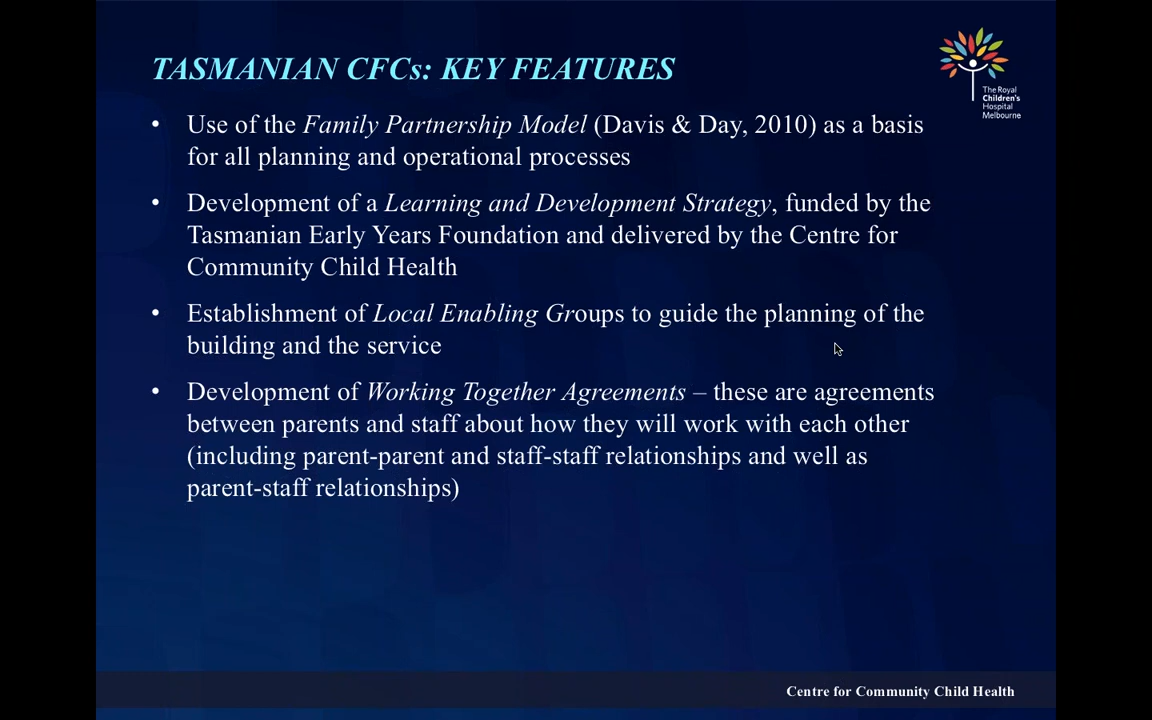 TASMANIAN CFCs: KEY FEATURES
The Royal
Children's
Hospital
Melbourne
• Use of the Family Partnership Model (Davis & Day, 2010) as a basis
for all planning and operational processes
• Development of a Learning and Development Strategy, funded by the
Tasmanian Early Years Foundation and delivered by the Centre for
Community Child Health
• Establishment of Local Enabling Groups to guide the planning of the
building and the service
• Development of Working Together Agreements – these are agreements
between parents and staff about how they will work with each other
(including parent-parent and staff-staff relationships and well as
parent-staff relationships)
Centre for Community Child Health